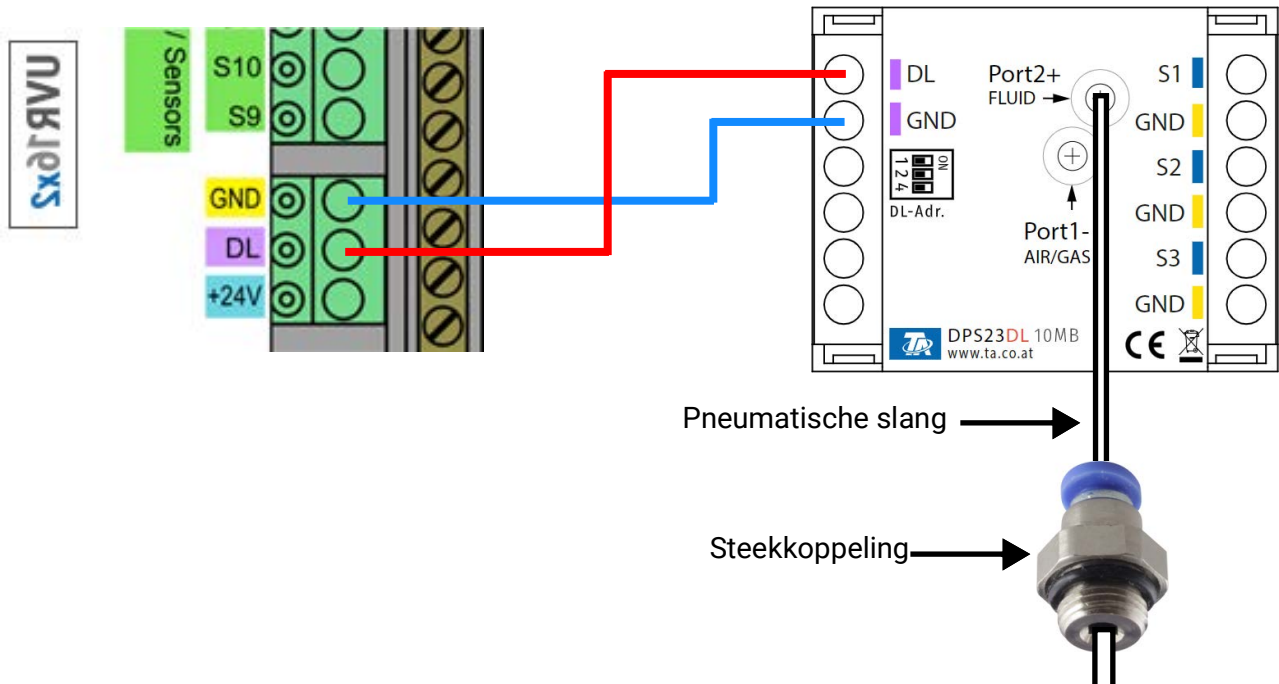 UVR16x2
/ Sensors
S10
S9
GND
DL
+24V
DL
GND
ON
1 2 4
DL-Adr.
Port2+
FLUID
Port1-
AIR/GAS
S1
GND
S2
GND
S3
GND
TA
DPS23DL 10MB
www.ta.co.at
CE
Pneumatische slang
Steekkoppeling